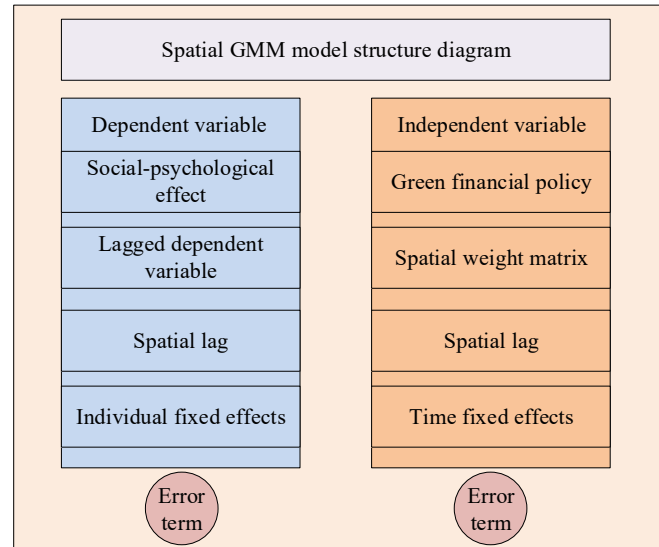 Spatial GMM model structure diagram
Dependent variable
Social-psychological
effect
Lagged dependent
variable
Spatial lag
Individual fixed effects
Error
term
Independent variable
Green financial policy
Spatial weight matrix
Spatial lag
Time fixed effects
Error
term